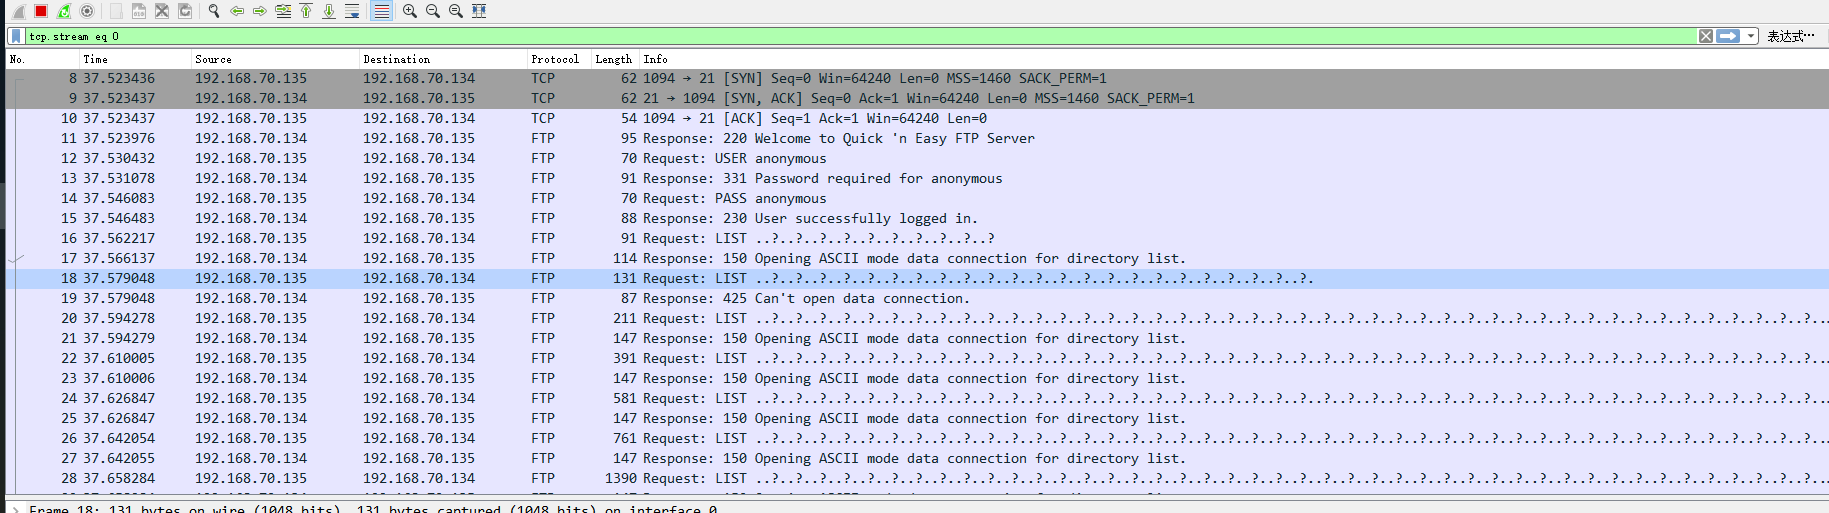 tcp.stream eq 0 表达式…
No. Time Source Destination Protocol Length Info
8 37.523436 192.168.70.135 192.168.70.134 TCP 62 1094 → 21 [SYN] Seq=0 Win=64240 Len=0 MSS=1460 SACK_PERM=1
9 37.523437 192.168.70.134 192.168.70.135 TCP 62 21 → 1094 [SYN, ACK] Seq=0 Ack=1 Win=64240 Len=0 MSS=1460 SACK_PERM=1
10 37.523437 192.168.70.135 192.168.70.134 TCP 54 1094 → 21 [ACK] Seq=1 Ack=1 Win=64240 Len=0
11 37.523976 192.168.70.134 192.168.70.135 FTP 95 Response: 220 Welcome to Quick 'n Easy FTP Server
12 37.530432 192.168.70.135 192.168.70.134 FTP 70 Request: USER anonymous
13 37.531078 192.168.70.134 192.168.70.135 FTP 91 Response: 331 Password required for anonymous
14 37.546083 192.168.70.135 192.168.70.134 FTP 70 Request: PASS anonymous
15 37.546483 192.168.70.134 192.168.70.135 FTP 88 Response: 230 User successfully logged in.
16 37.562217 192.168.70.135 192.168.70.134 FTP 91 Request: LIST ..?..?..?..?..?..?..?..?..?..?
17 37.566137 192.168.70.134 192.168.70.135 FTP 114 Response: 150 Opening ASCII mode data connection for directory list.
18 37.579048 192.168.70.135 192.168.70.134 FTP 131 Request: LIST ..?..?..?..?..?..?..?..?..?..?..?..?..?..?..?..?..?..?..?..?..?..?..?.
19 37.579048 192.168.70.134 192.168.70.135 FTP 87 Response: 425 Can't open data connection.
20 37.594278 192.168.70.135 192.168.70.134 FTP 211 Request: LIST ..?..?..?..?..?..?..?..?..?..?..?..?..?..?..?..?..?..?..?..?..?..?..?..?..?..?..?..?..?..?..?..?..?..?..?..?..?..?..?..?..?..?..?..?...
21 37.594279 192.168.70.134 192.168.70.135 FTP 147 Response: 150 Opening ASCII mode data connection for directory list.
22 37.610005 192.168.70.135 192.168.70.134 FTP 391 Request: LIST ..?..?..?..?..?..?..?..?..?..?..?..?..?..?..?..?..?..?..?..?..?..?..?..?..?..?..?..?..?..?..?..?..?..?..?..?..?..?..?..?..?..?..?..?...
23 37.610006 192.168.70.134 192.168.70.135 FTP 147 Response: 150 Opening ASCII mode data connection for directory list.
24 37.626847 192.168.70.135 192.168.70.134 FTP 581 Request: LIST ..?..?..?..?..?..?..?..?..?..?..?..?..?..?..?..?..?..?..?..?..?..?..?..?..?..?..?..?..?..?..?..?..?..?..?..?..?..?..?..?..?..?..?..?...
25 37.626847 192.168.70.134 192.168.70.135 FTP 147 Response: 150 Opening ASCII mode data connection for directory list.
26 37.642054 192.168.70.135 192.168.70.134 FTP 761 Request: LIST ..?..?..?..?..?..?..?..?..?..?..?..?..?..?..?..?..?..?..?..?..?..?..?..?..?..?..?..?..?..?..?..?..?..?..?..?..?..?..?..?..?..?..?..?...
27 37.642055 192.168.70.134 192.168.70.135 FTP 147 Response: 150 Opening ASCII mode data connection for directory list.
28 37.658284 192.168.70.135 192.168.70.134 FTP 1390 Request: LIST ..?..?..?..?..?..?..?..?..?..?..?..?..?..?..?..?..?..?..?..?..?..?..?..?..?..?..?..?..?..?..?..?..?..?..?..?..?..?..?..?..?..?..?..?...
Frame 18: 131 bytes on wire (1048 bits), 131 bytes captured (1048 bits) on interface 0